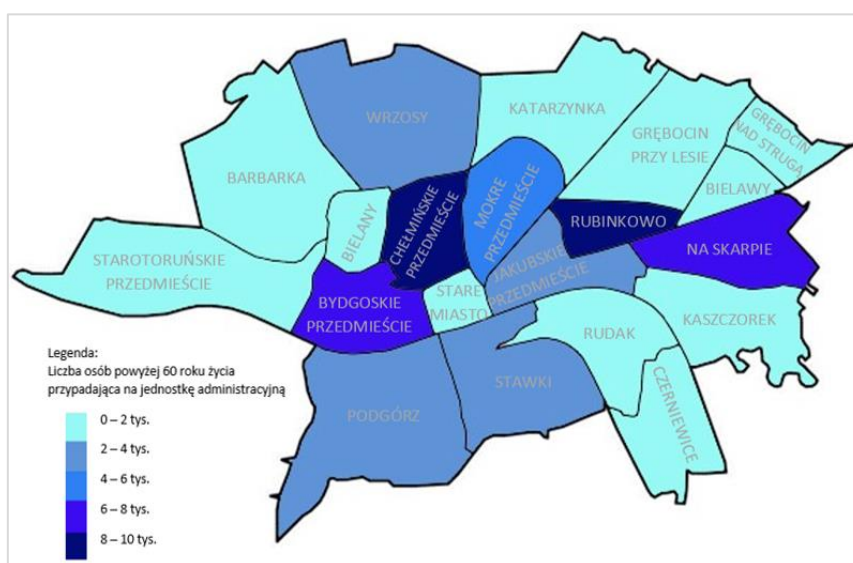 WRZOSY
KATARZYNKA
GRĘBOCIN
NAD STRUGĄ
GRĘBOCIN
PRZY LESIE
BARBARKA
BIELANY
CHEŁMIŃSKIE
PRZEDMIEŚCIE
MOKRE
PRZEDMIEŚCIE
BIELAWY
RUBINKOWO
NA SKARPIE
STAROTORUŃSKIE
PRZEDMIEŚCIE
BYDGOSKIE
PRZEDMIEŚCIE
STARE
MIASTO
JAKUBSKIE
PRZEDMIEŚCIE
RUDAK
KASZCZOREK
STAWKI
CZERNIEWICE
PODGÓRZ
Legenda:
Liczba osób powyżej 60 roku życia
przypadająca na jednostkę administracyjną
0 – 2 tys.
2 – 4 tys.
4 – 6 tys.
6 – 8 tys.
8 – 10 tys.